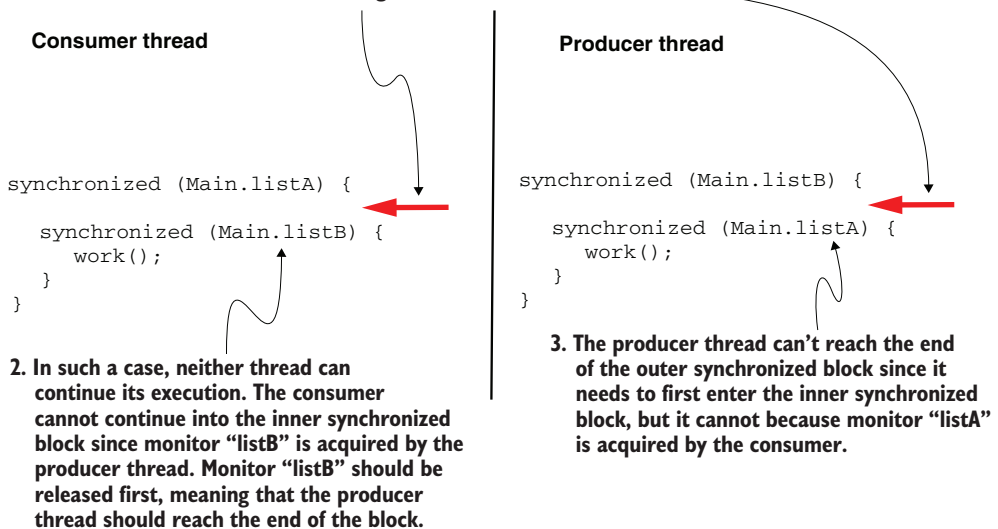 Consumer thread
synchronized (Main.listA) {
synchronized (Main.listB) {
work();
}
}
2. In such a case, neither thread can
continue its execution. The consumer
cannot continue into the inner synchronized
block since monitor “listB” is acquired by the
producer thread. Monitor “listB” should be
released first, meaning that the producer
thread should reach the end of the block.
Producer thread
synchronized (Main.listB) {
synchronized (Main.listA) {
work();
}
}
3. The producer thread can’t reach the end
of the outer synchronized block since it
needs to first enter the inner synchronized
block, but it cannot because monitor “listA”
is acquired by the consumer.